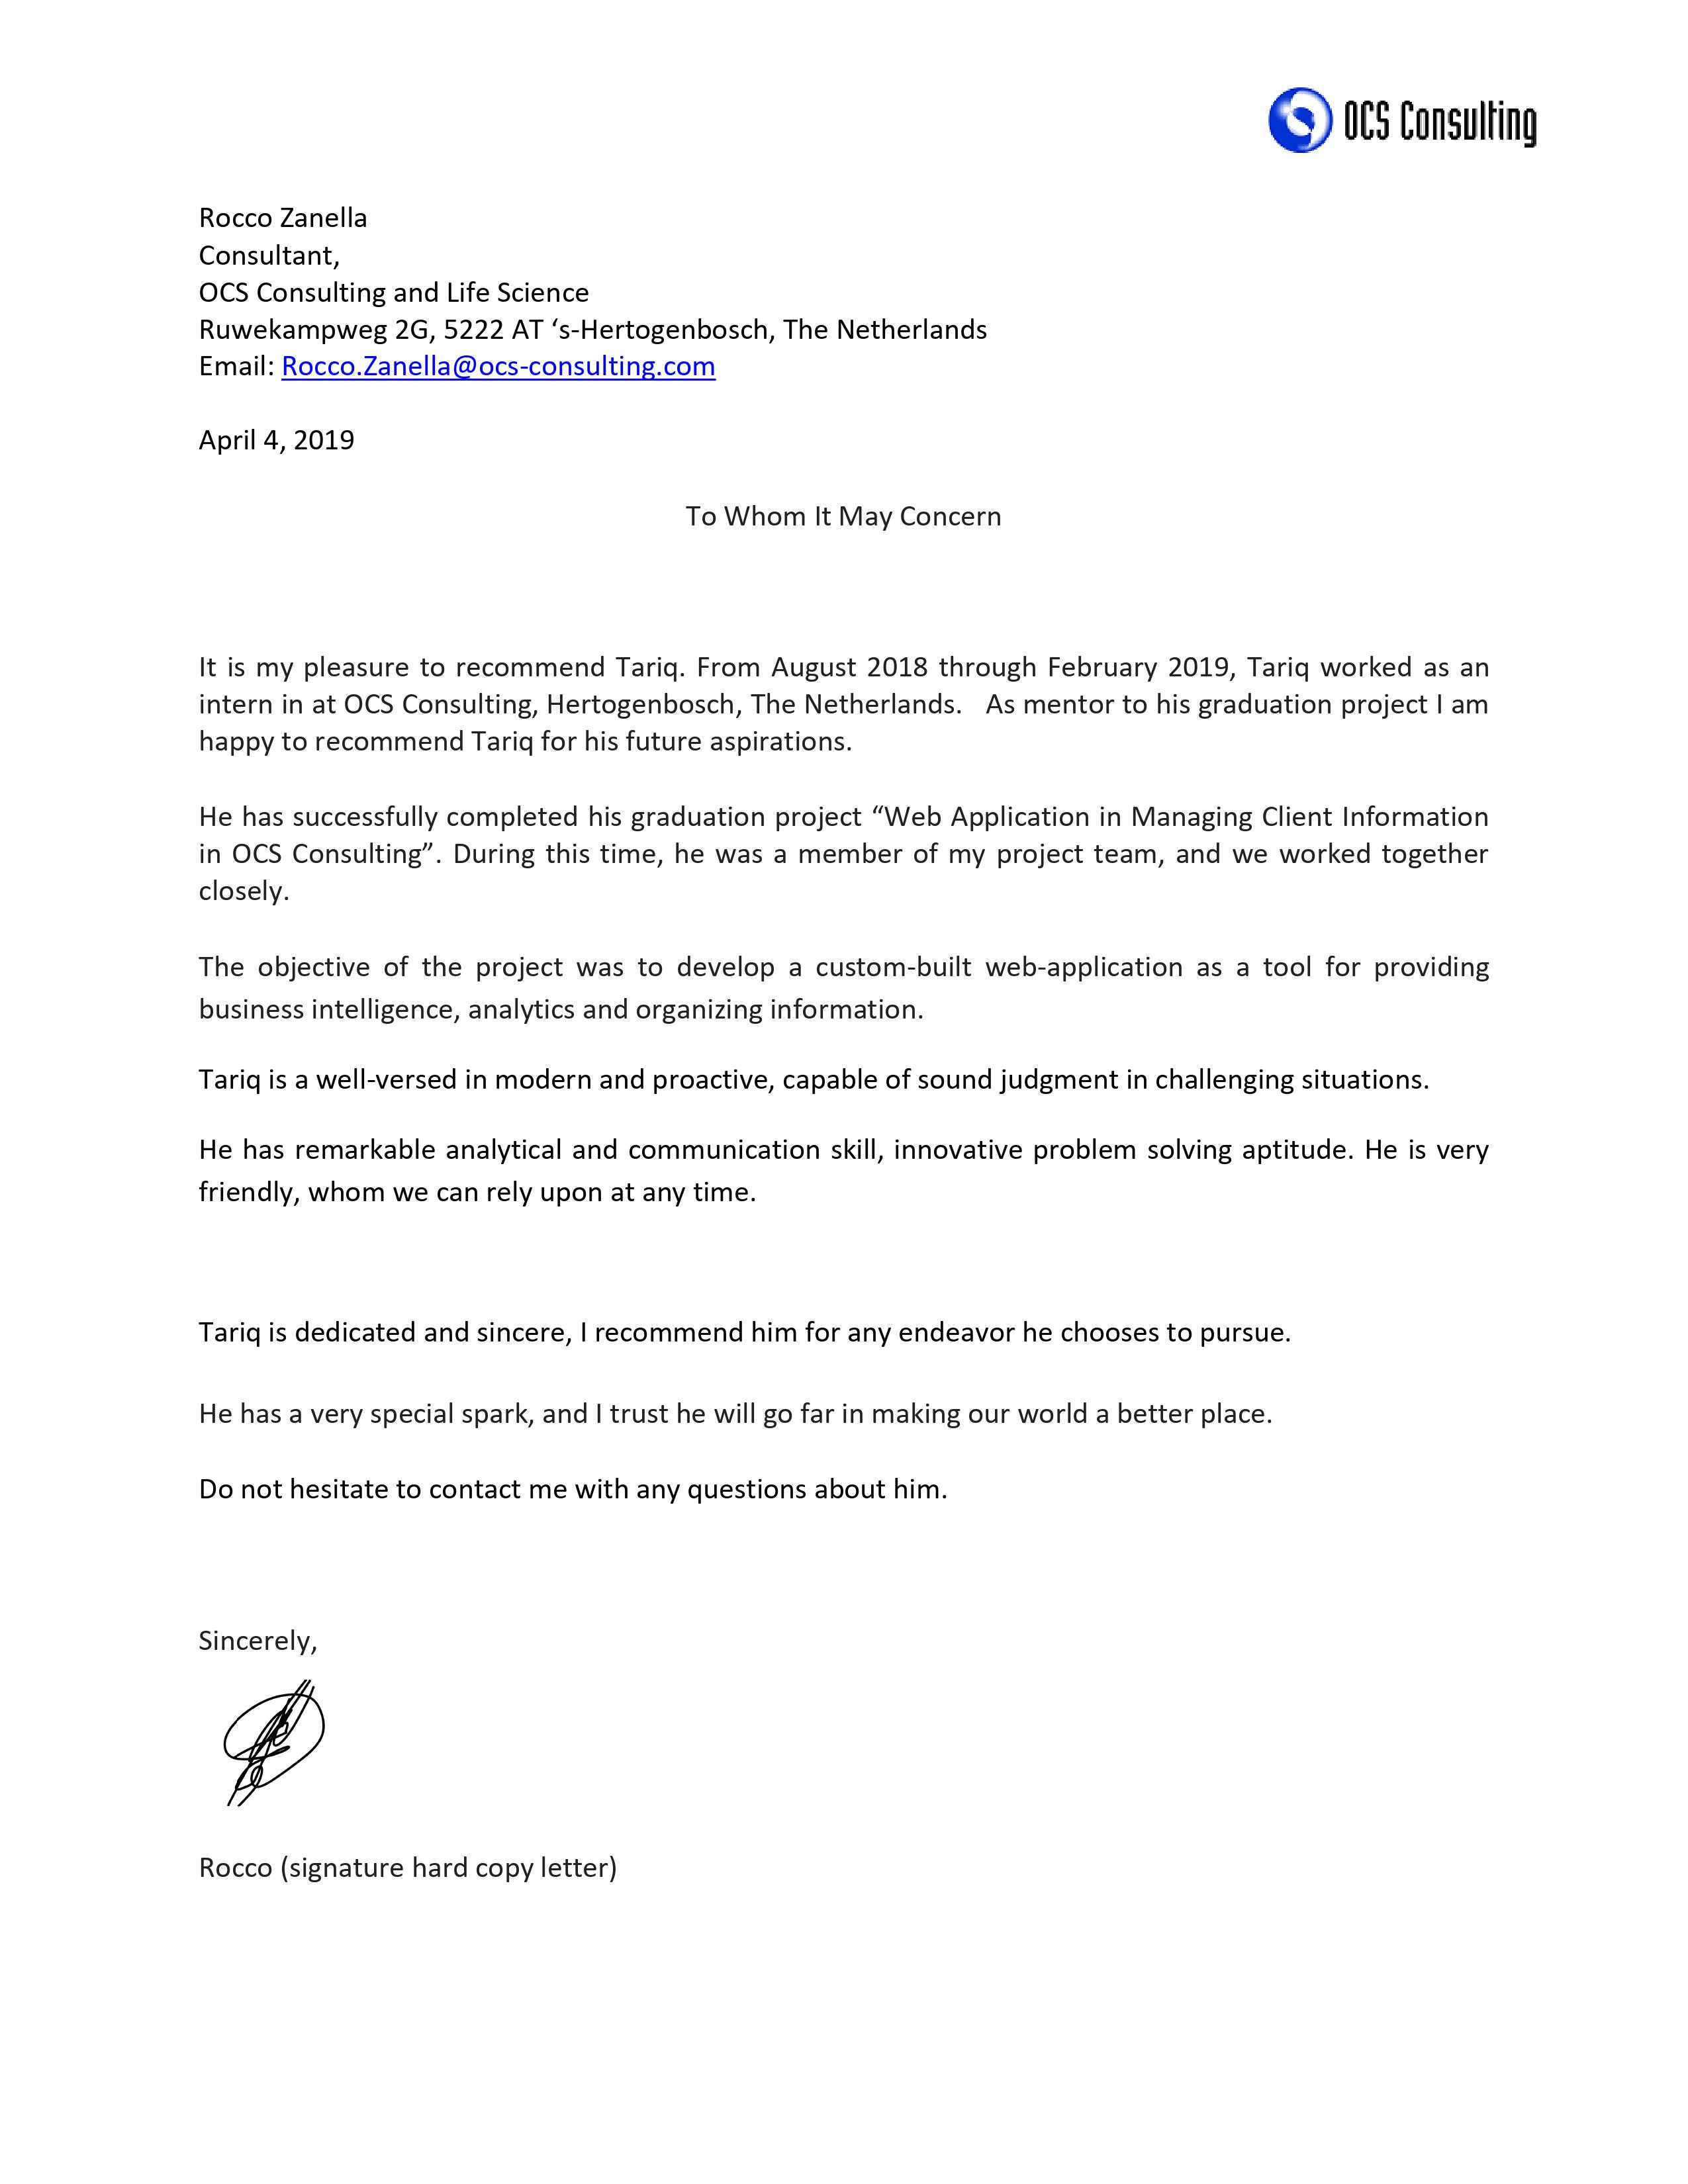 OCS Consulting
Rocco Zanella
Consultant,
OCS Consulting and Life Science
Ruwekampweg 2G, 5222 AT ‘s-Hertogenbosch, The Netherlands
Email: Rocco.Zanella@ocs-consulting.com
April 4, 2019
To Whom It May Concern
It is my pleasure to recommend Tariq. From August 2018 through February 2019, Tariq worked as an
intern in at OCS Consulting, Hertogenbosch, The Netherlands.   As mentor to his graduation project I am
happy to recommend Tariq for his future aspirations.
He has successfully completed his graduation project “Web Application in Managing Client Information
in OCS Consulting”. During this time, he was a member of my project team, and we worked together
closely.
The objective of the project was to develop a custom-built web-application as a tool for providing
business intelligence, analytics and organizing information.
Tariq is a well-versed in modern and proactive, capable of sound judgment in challenging situations.
He has remarkable analytical and communication skill, innovative problem solving aptitude. He is very
friendly, whom we can rely upon at any time.
Tariq is dedicated and sincere, I recommend him for any endeavor he chooses to pursue.
He has a very special spark, and I trust he will go far in making our world a better place.
Do not hesitate to contact me with any questions about him.
Sincerely,
Rocco (signature hard copy letter)